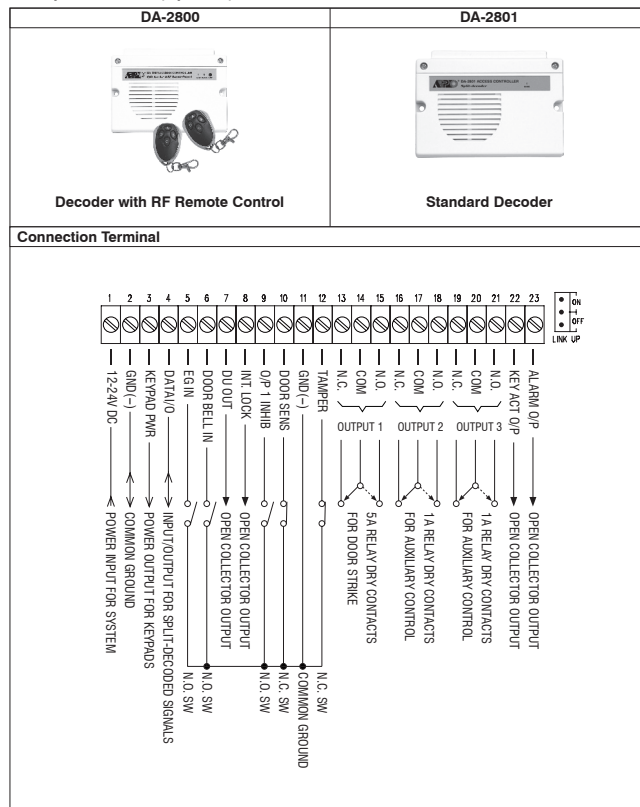 DA-2800
DA-2801
DA-2801 ACCESS CONTROLLER
Decoder with RF Remote Control
Standard Decoder
Connection Terminal
1 2 3 4 5 6 7 8 9 10 11 12 13 14 15 16 17 18 19 20 21 22 23
ON
OFF
LINK UP
12-24V DC
GND(-)
KEYPAD PWR
DATAI/O
EG IN
DOOR BELL IN
DU OUT
INT. LOCK
O/P 1 INHIB
DOOR SENS
GND(-)
TAMPER
N.C.
COM
N.O.
N.C.
COM
N.O.
N.C.
COM
N.O.
KEY ACT O/P
ALARM O/P
OUTPUT 1
OUTPUT 2
OUTPUT 3
POWER INPUT FOR SYSTEM
COMMON GROUND
POWER OUTPUT FOR KEYPADS
INPUT/OUTPUT FOR SPLIT-DECODED SIGNALS
N.O. SW
N.O. SW
OPEN COLLECTOR OUTPUT
OPEN COLLECTOR OUTPUT
N.O. SW
N.C. SW
COMMON GROUND
N.C. SW
5A RELAY DRY CONTACTS
FOR DOOR STRIKE
1A RELAY DRY CONTACTS
FOR AUXILIARY CONTROL
1A RELAY DRY CONTACTS
FOR AUXILIARY CONTROL
OPEN COLLECTOR OUTPUT
OPEN COLLECTOR OUTPUT